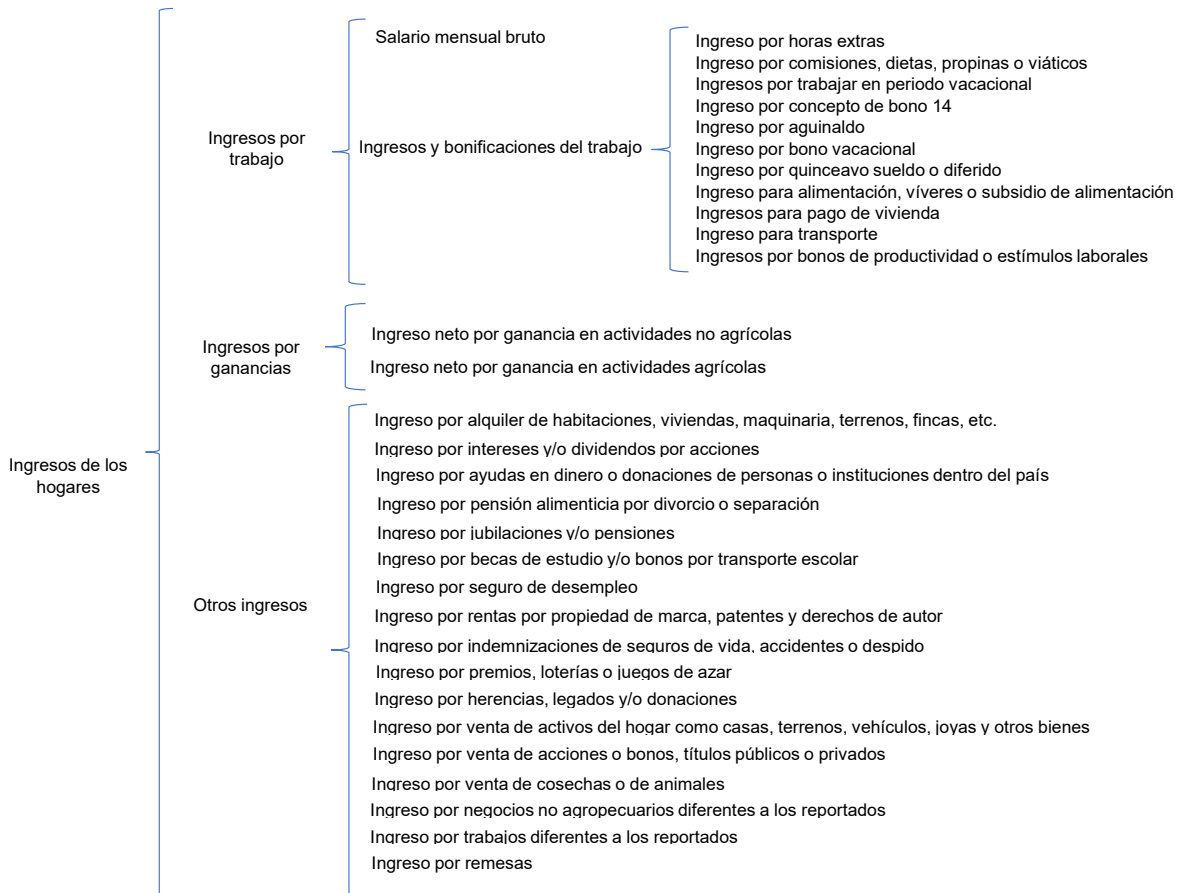 Ingresos de los
hogares
Ingresos por
trabajo
Salario mensual bruto
Ingresos y bonificaciones del trabajo
Ingreso por horas extras
Ingreso por comisiones, dietas, propinas o viáticos
Ingresos por trabajar en periodo vacacional
Ingreso por concepto de bono 14
Ingreso por aguinaldo
Ingreso por bono vacacional
Ingreso por quinceavo sueldo o diferido
Ingreso para alimentación, víveres o subsidio de alimentación
Ingresos para pago de vivienda
Ingreso para transporte
Ingresos por bonos de productividad o estímulos laborales
Ingresos por
ganancias
Ingreso neto por ganancia en actividades no agrícolas
Ingreso neto por ganancia en actividades agrícolas
Otros ingresos
Ingreso por alquiler de habitaciones, viviendas, maquinaria, terrenos, fincas, etc.
Ingreso por intereses y/o dividendos por acciones
Ingreso por ayudas en dinero o donaciones de personas o instituciones dentro del país
Ingreso por pensión alimenticia por divorcio o separación
Ingreso por jubilaciones y/o pensiones
Ingreso por becas de estudio y/o bonos por transporte escolar
Ingreso por seguro de desempleo
Ingreso por rentas por propiedad de marca, patentes y derechos de autor
Ingreso por indemnizaciones de seguros de vida, accidentes o despido
Ingreso por premios, loterías o juegos de azar
Ingreso por herencias, legados y/o donaciones
Ingreso por venta de activos del hogar como casas, terrenos, vehículos, joyas y otros bienes
Ingreso por venta de acciones o bonos, títulos públicos o privados
Ingreso por venta de cosechas o de animales
Ingreso por negocios no agropecuarios diferentes a los reportados
Ingreso por trabajos diferentes a los reportados
Ingreso por remesas